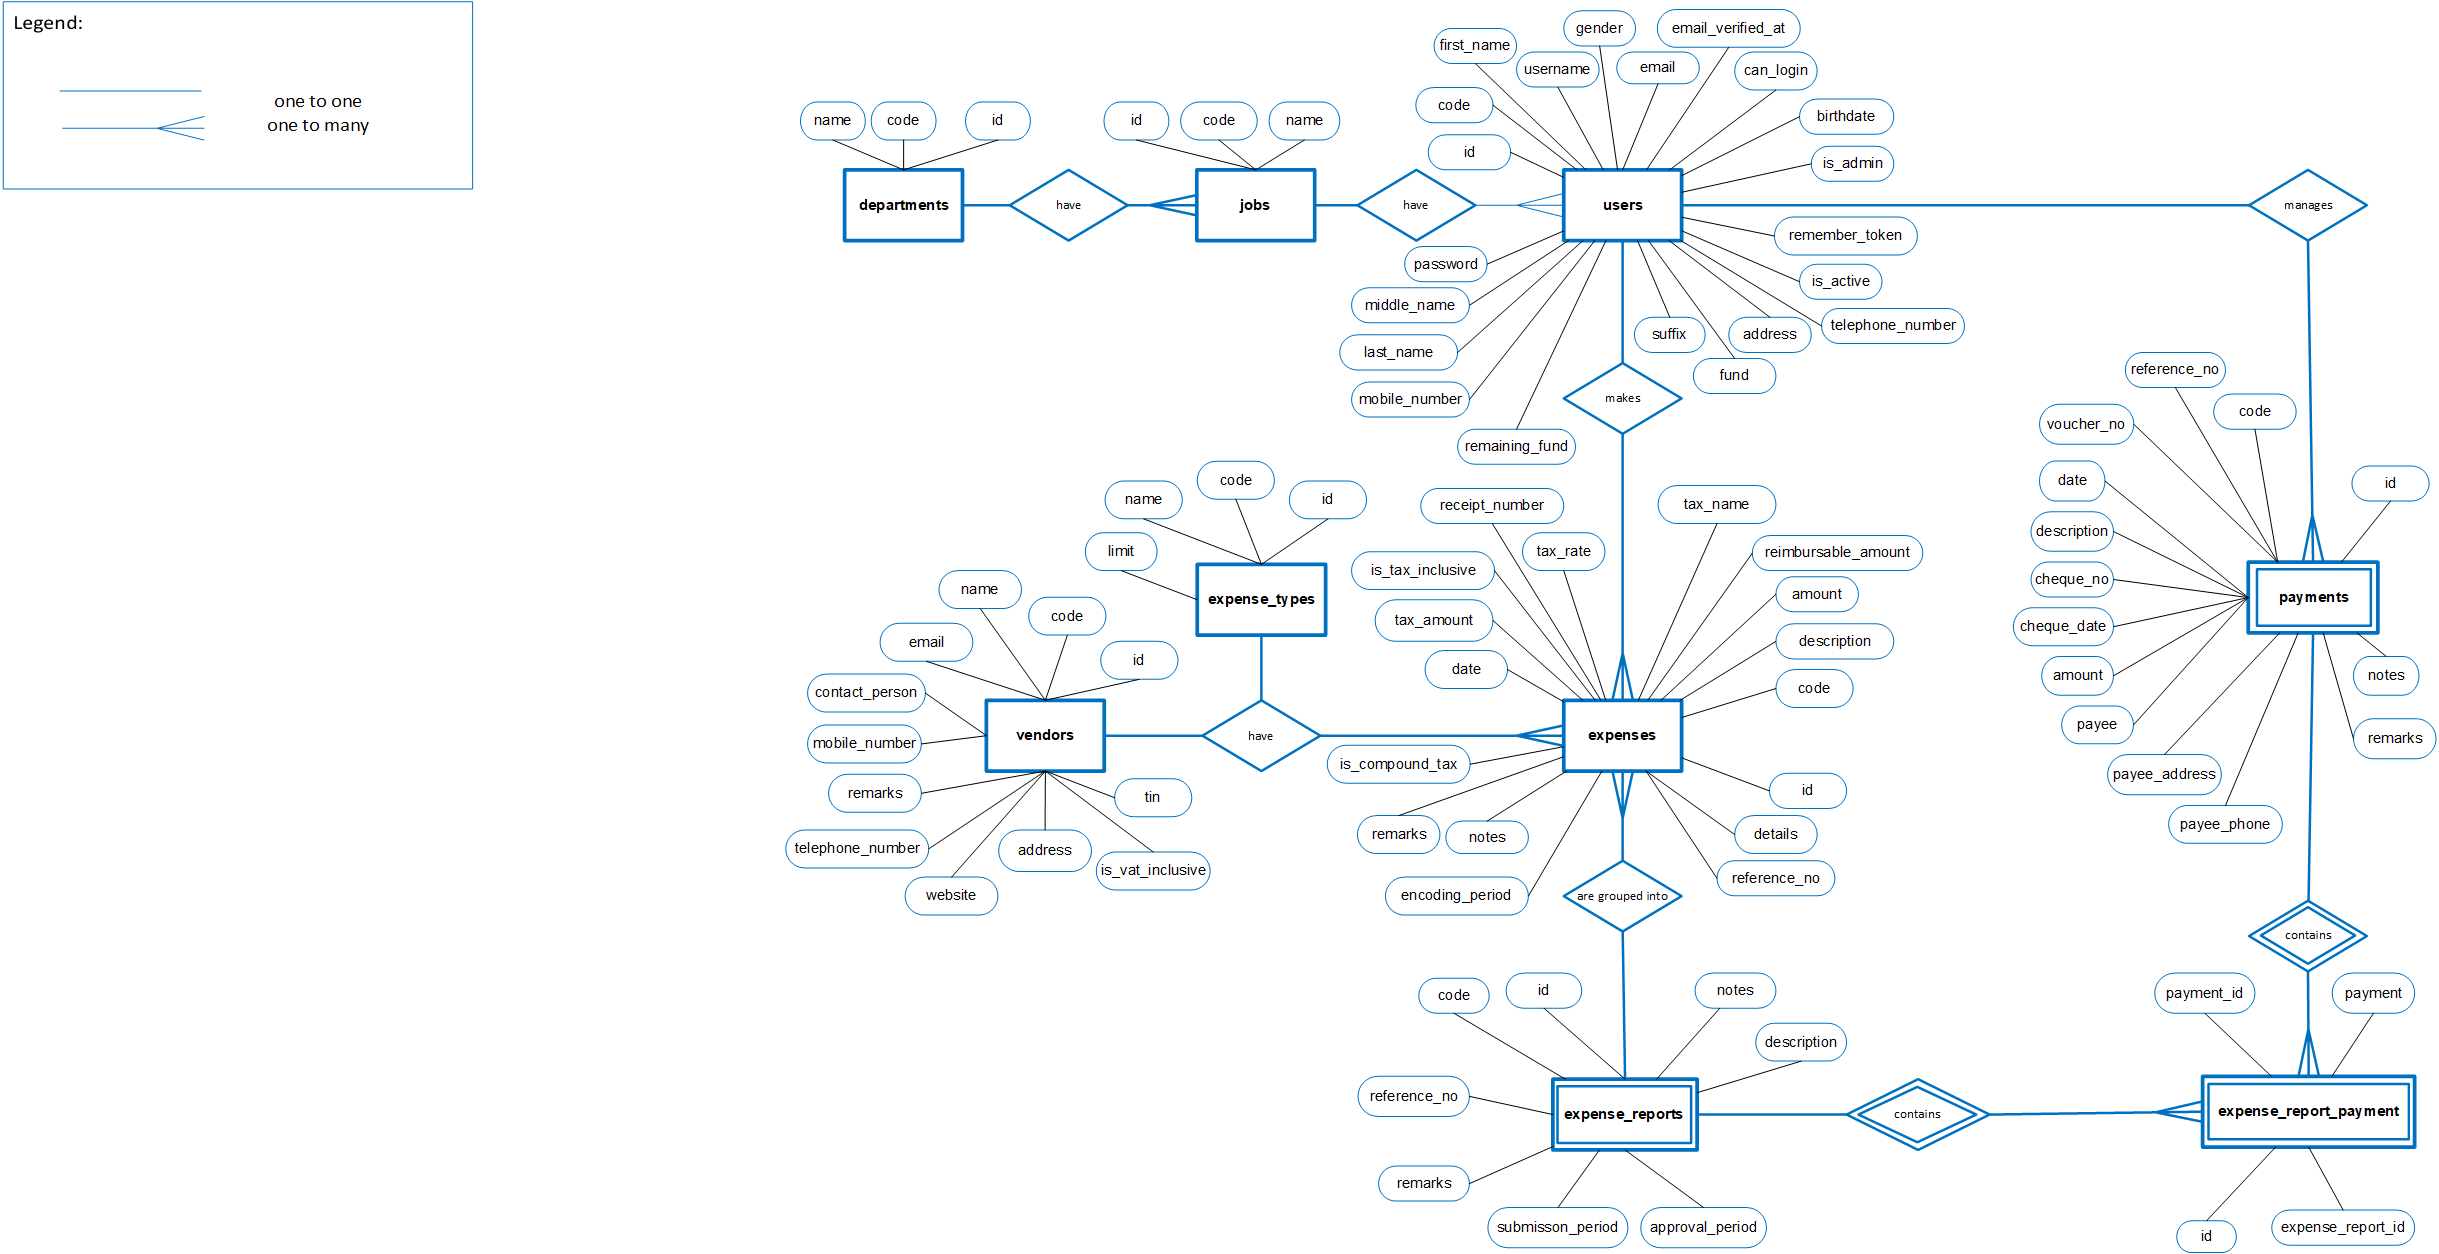 Legend:
one to one
one to many
name
code
id
departments
have
id
code
name
jobs
have
first_name
gender
email_verified_at
username
email
can_login
code
birthdate
id
is_admin
users
manages
remember_token
password
is_active
middle_name
telephone_number
suffix
address
last_name
fund
mobile_number
makes
remaining_fund
reference_no
code
voucher_no
date
id
description
cheque_no
payments
cheque_date
amount
notes
payee
remarks
payee_address
payee_phone
code
name
id
limit
expense_types
name
code
email
id
contact_person
mobile_number
vendors
have
remarks
tin
telephone_number
address
is_vat_inclusive
website
receipt_number
tax_name
tax_rate
reimbursable_amount
is_tax_inclusive
amount
tax_amount
description
date
code
expenses
is_compound_tax
id
remarks
notes
details
reference_no
encoding_period
are grouped into
contains
code
id
notes
description
reference_no
expense_reports
contains
remarks
submisson_period
approval_period
payment_id
payment
expense_report_payment
id
expense_report_id